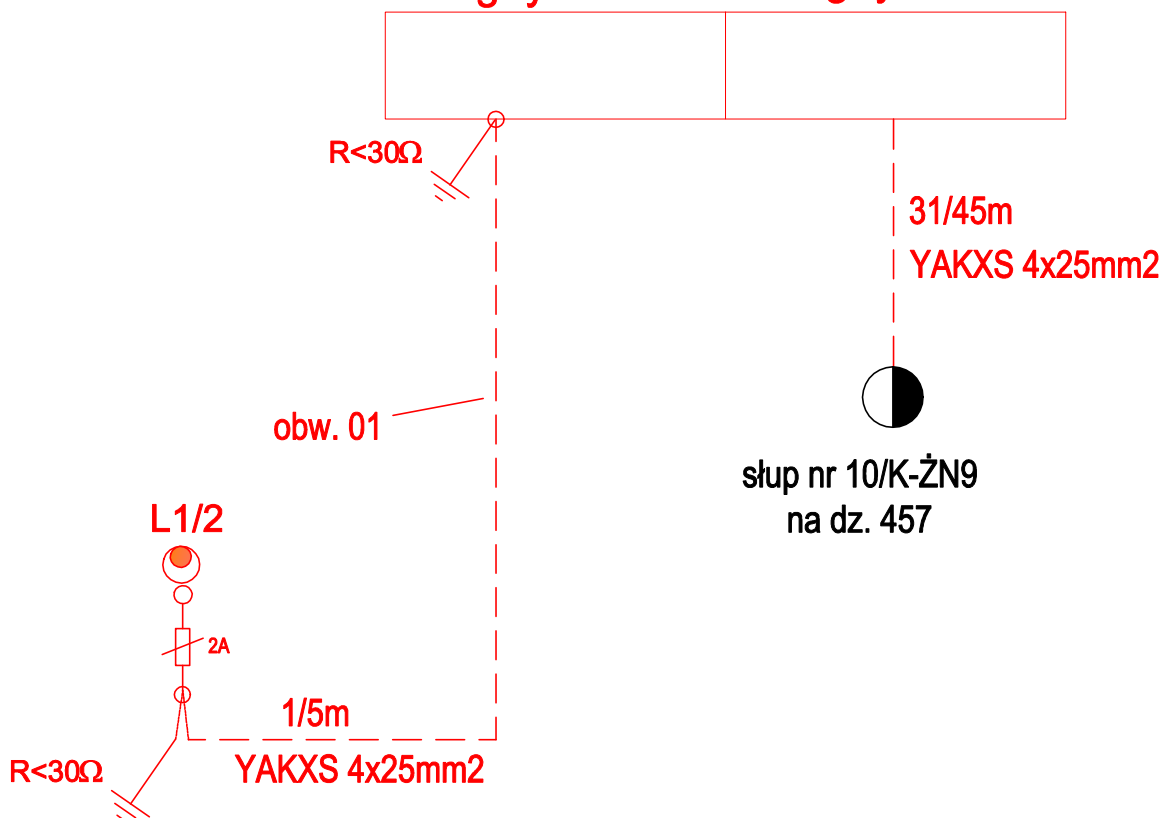 R<30Ω
31/45m
YAKXS 4x25mm2
obw. 01
słup nr 10/K-ŻN9
na dz. 457
L1/2
2A
1/5m
R<30Ω
YAKXS 4x25mm2